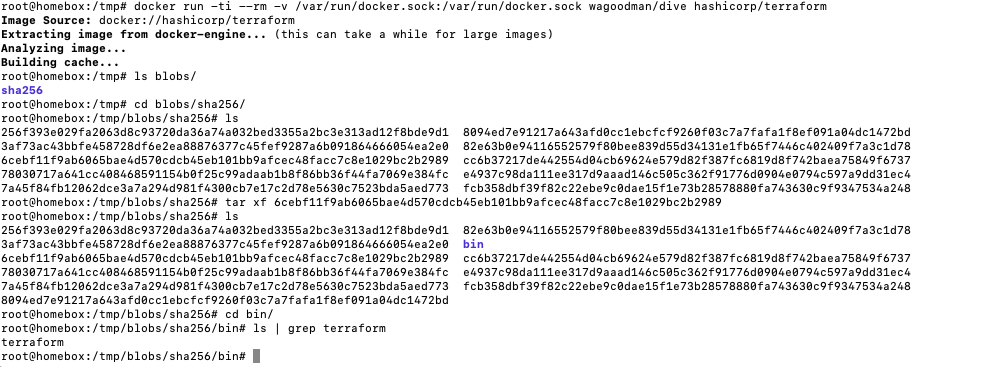 root@homebox:/tmp# docker run -ti --rm -v /var/run/docker.sock:/var/run/docker.sock wagoodman/dive hashicorp/terraform
Image Source: docker://hashicorp/terraform
Extracting image from docker-engine... (this can take a while for large images)
Analyzing image...
Building cache...
root@homebox:/tmp# ls blobs/
sha256
root@homebox:/tmp# cd blobs/sha256/
root@homebox:/tmp/blobs/sha256# ls
256f393e029fa2063d8c93720da36a74a032bed3355a2bc3e313ad12f8bde9d1  8094ed7e91217a643afd0cc1ebcfcf9260f03c7a7fafa1f8ef091a04dc1472bd
3af73ac43bbfe458728df6e2ea88876377c45fef9287a6b091864666054ea2e0  82e63b0e94116552579f80bee839d55d34131e1fb65f7446c402409f7a3c1d78
6cebf11f9ab6065bae4d570cdcb45eb101bb9afcec48facc7c8e1029bc2b2989  cc6b37217de442554d04cb69624e579d82f387fc6819d8f742baea75849f6737
78030717a641cc408468591154b0f25c99adaab1b8f86bb36f44fa7069e384fc  e4937c98da111ee317d9aaad146c505c362f91776d0904e0794c597a9dd31ec4
7a45f84fb12062dce3a7a294d981f4300cb7e17c2d78e5630c7523bda5aed773  fcb358dbf39f82c22ebe9c0dae15f1e73b28578880fa743630c9f9347534a248
root@homebox:/tmp/blobs/sha256# tar xf 6cebf11f9ab6065bae4d570cdcb45eb101bb9afcec48facc7c8e1029bc2b2989
root@homebox:/tmp/blobs/sha256# ls
256f393e029fa2063d8c93720da36a74a032bed3355a2bc3e313ad12f8bde9d1  82e63b0e94116552579f80bee839d55d34131e1fb65f7446c402409f7a3c1d78
3af73ac43bbfe458728df6e2ea88876377c45fef9287a6b091864666054ea2e0  bin
6cebf11f9ab6065bae4d570cdcb45eb101bb9afcec48facc7c8e1029bc2b2989  cc6b37217de442554d04cb69624e579d82f387fc6819d8f742baea75849f6737
78030717a641cc408468591154b0f25c99adaab1b8f86bb36f44fa7069e384fc  e4937c98da111ee317d9aaad146c505c362f91776d0904e0794c597a9dd31ec4
7a45f84fb12062dce3a7a294d981f4300cb7e17c2d78e5630c7523bda5aed773  fcb358dbf39f82c22ebe9c0dae15f1e73b28578880fa743630c9f9347534a248
8094ed7e91217a643afd0cc1ebcfcf9260f03c7a7fafa1f8ef091a04dc1472bd
root@homebox:/tmp/blobs/sha256# cd bin/
root@homebox:/tmp/blobs/sha256/bin# ls | grep terraform
terraform
root@homebox:/tmp/blobs/sha256/bin#